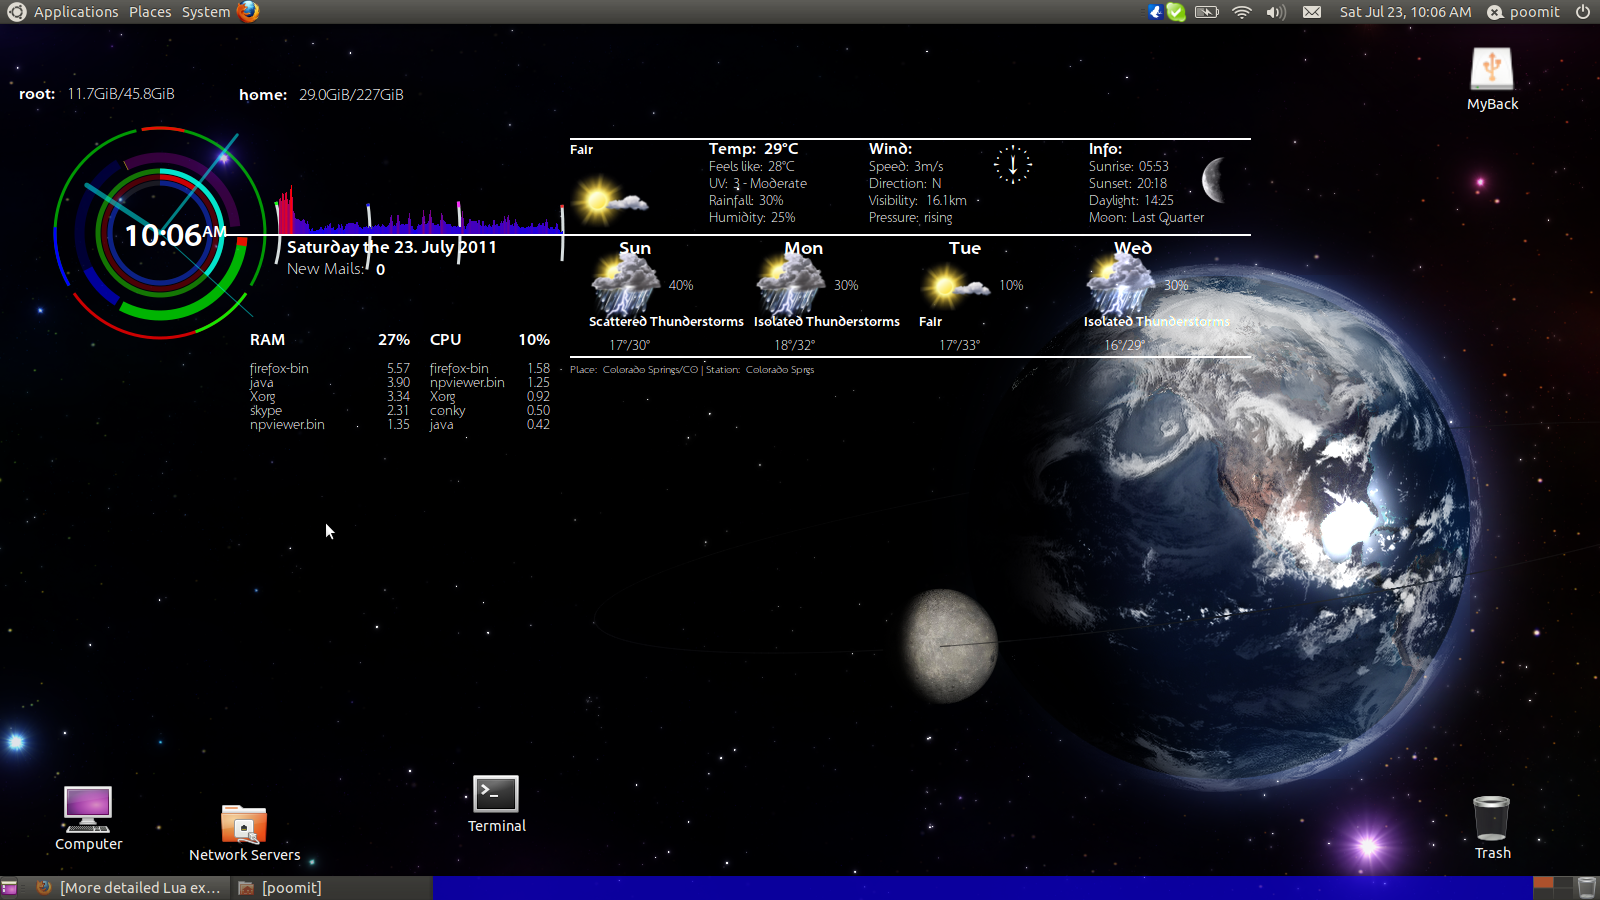 Applications Places System
Sat Jul 23, 10:06 AM poomit
root: 11.7GiB/45.8GiB home: 29.0GiB/227GiB
MyBack
10:06AM
Saturday the 23. July 2011
New Mails: 0
RAM 27% CPU 10%
firefox-bin 5.57 firefox-bin 1.58
java 3.90 npviewer.bin 1.25
Xorg 3.34 Xorg 0.92
skype 2.31 conky 0.50
npviewer.bin 1.35 java 0.42
Fair Temp: 29°C Wind: Info:
Feels like: 28°C Speed: 3m/s Sunrise: 05:53
UV: 3 - Moderate Direction: N Sunset: 20:18
Rainfall: 30% Visibility: 16.1km Daylight: 14:25
Humidity: 25% Pressure: rising Moon: Last Quarter
Sun Mon Tue Wed
40% 30% 10% 30%
Scattered Thunderstorms Isolated Thunderstorms Fair Isolated Thunderstorms
17°/30° 18°/32° 17°/33° 16°/29°
Place: Colorado Springs/CO | Station: Colorado Sprgs
Computer
Network Servers
Terminal
Trash
[More detailed Lua ex... [poomit]